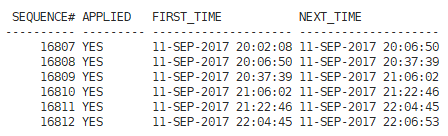 SEQUENCE# APPLIED FIRST_TIME NEXT_TIME
---------- --------- -------------------- --------------------
16807 YES 11-SEP-2017 20:02:08 11-SEP-2017 20:06:50
16808 YES 11-SEP-2017 20:06:50 11-SEP-2017 20:37:39
16809 YES 11-SEP-2017 20:37:39 11-SEP-2017 21:06:02
16810 YES 11-SEP-2017 21:06:02 11-SEP-2017 21:22:46
16811 YES 11-SEP-2017 21:22:46 11-SEP-2017 22:04:45
16812 YES 11-SEP-2017 22:04:45 11-SEP-2017 22:06:53